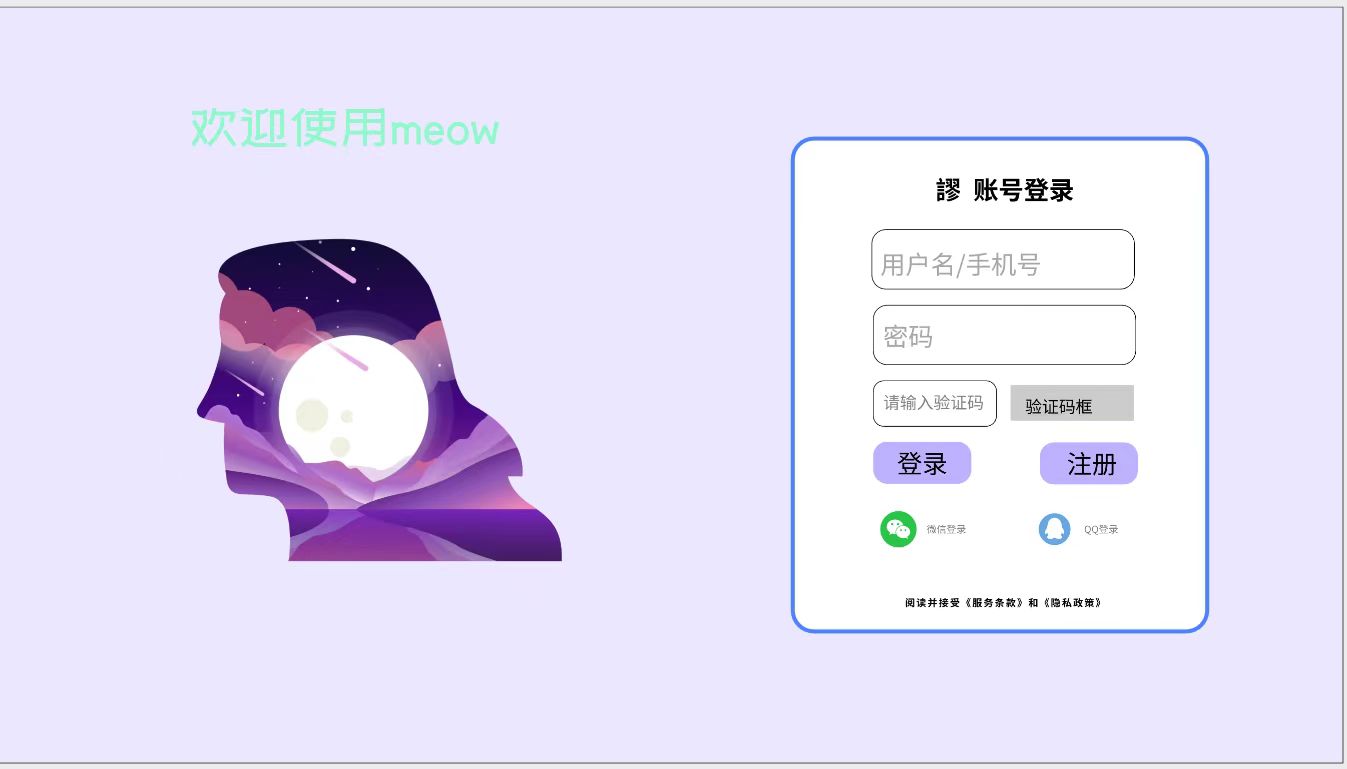 欢迎使用meow
謬 账号登录
用户名/手机号
密码
请输入验证码 验证码框
登录 注册
微信登录 QQ登录
阅读并接受《服务条款》和《隐私政策》